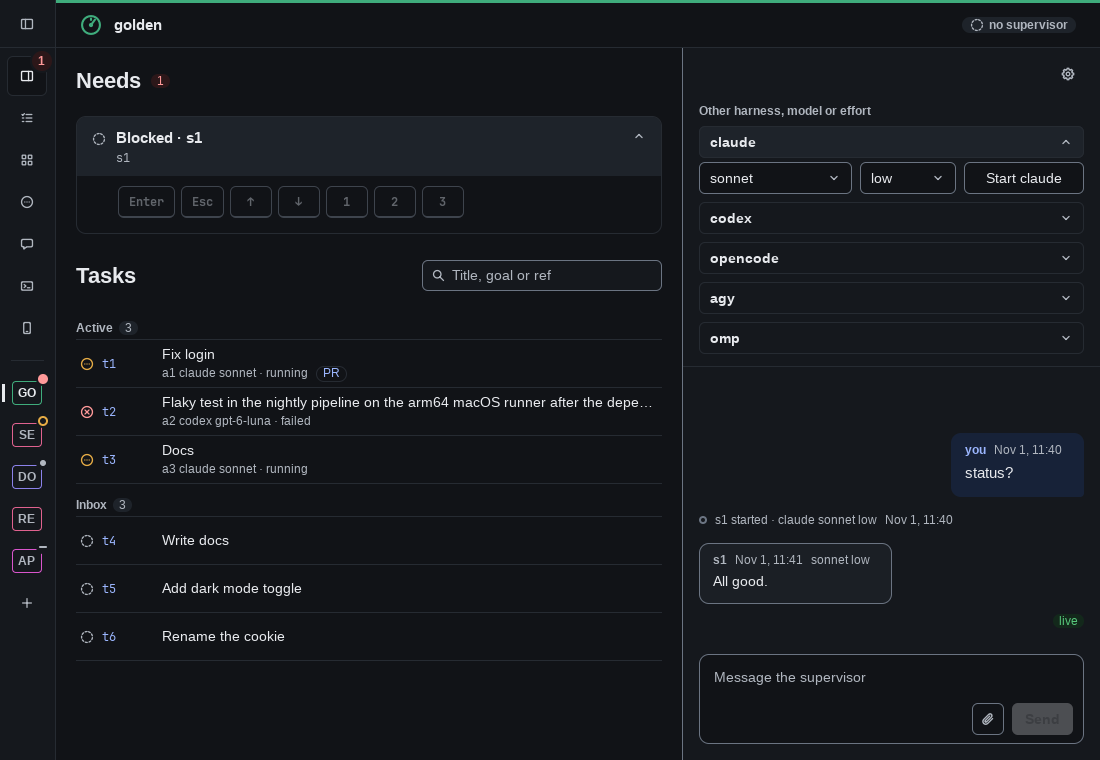 golden
no supervisor
1
Needs 1
Blocked · s1
s1
Enter Esc ↑ ↓ 1 2 3
Tasks
Title, goal or ref
Active 3
t1 Fix login
a1 claude sonnet · running PR
t2 Flaky test in the nightly pipeline on the arm64 macOS runner after the depe…
a2 codex gpt-6-luna · failed
t3 Docs
a3 claude sonnet · running
Inbox 3
t4 Write docs
t5 Add dark mode toggle
t6 Rename the cookie
GO
SE
DO
RE
AP
Other harness, model or effort
claude
sonnet low Start claude
codex
opencode
agy
omp
you Nov 1, 11:40
status?
s1 started · claude sonnet low Nov 1, 11:40
s1 Nov 1, 11:41 sonnet low
All good.
live
Message the supervisor
Send